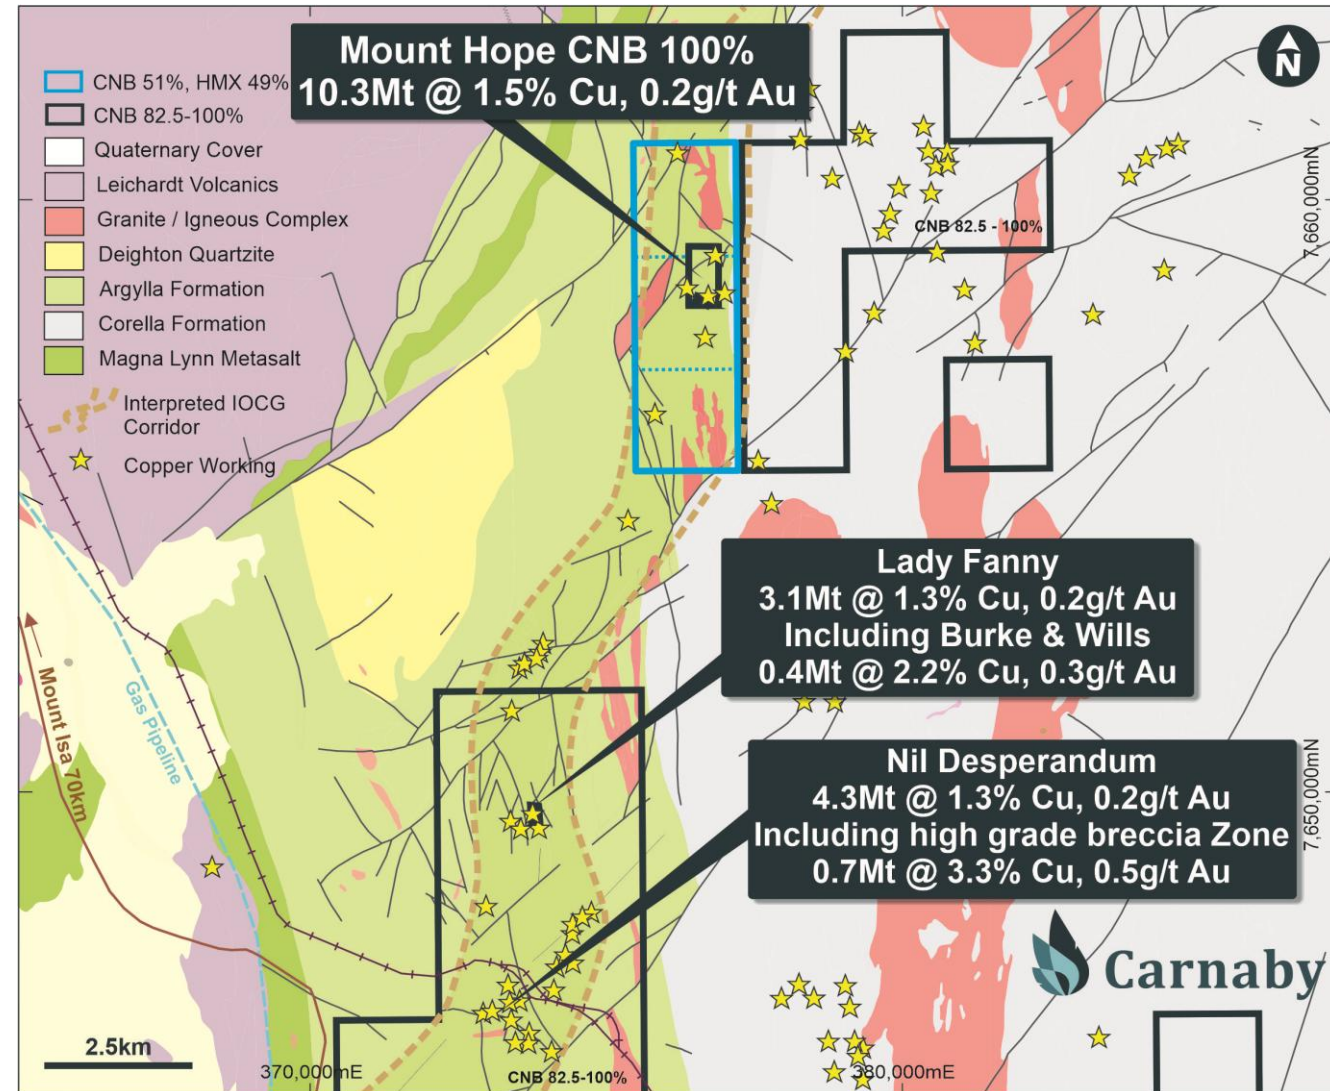 Mount Hope CNB 100%
10.3Mt @ 1.5% Cu, 0.2g/t Au
N
CNB 51%, HMX 49%
CNB 82.5-100%
Quaternary Cover
Leichardt Volcanics
Granite / Igneous Complex
Deighton Quartzite
Argylla Formation
Corella Formation
Magna Lynn Metasalt
Interpreted IOCG
Corridor
Copper Working
CNB 82.5 - 100%
7,660,000mN
Lady Fanny
3.1Mt @ 1.3% Cu, 0.2g/t Au
Including Burke & Wills
0.4Mt @ 2.2% Cu, 0.3g/t Au
Mount Isa 70km
Gas Pipeline
Nil Desperandum
4.3Mt @ 1.3% Cu, 0.2g/t Au
Including high grade breccia Zone
0.7Mt @ 3.3% Cu, 0.5g/t Au
7,650,000mN
Carnaby
2.5km
370,000mE
CNB 82.5-100%
380,000mE